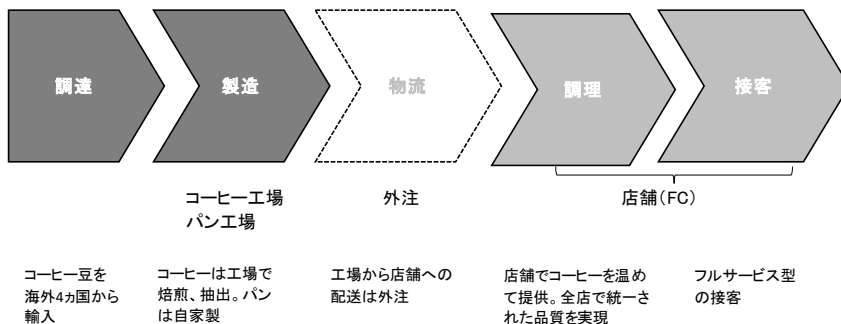 調達
製造
物流
調理
接客
コーヒー工場
パン工場
外注
店舗(FC)
コーヒー豆を
海外4ヵ国から
輸入
コーヒーは工場で
焙煎、抽出。パン
は自家製
工場から店舗への
配送は外注
店舗でコーヒーを温め
て提供。全店で統一さ
れた品質を実現
フルサービス型
の接客